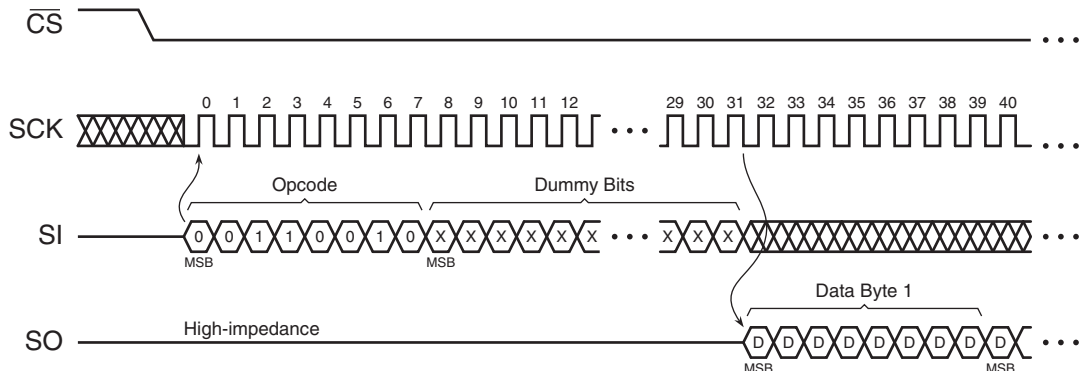 CS
0 1 2 3 4 5 6 7 8 9 10 11 12 29 30 31 32 33 34 35 36 37 38 39 40
SCK
Opcode Dummy Bits
SI 0 0 1 1 0 0 1 0 X X X X X X X X X
MSB MSB
Data Byte 1
High-impedance
SO D D D D D D D D D
MSB MSB